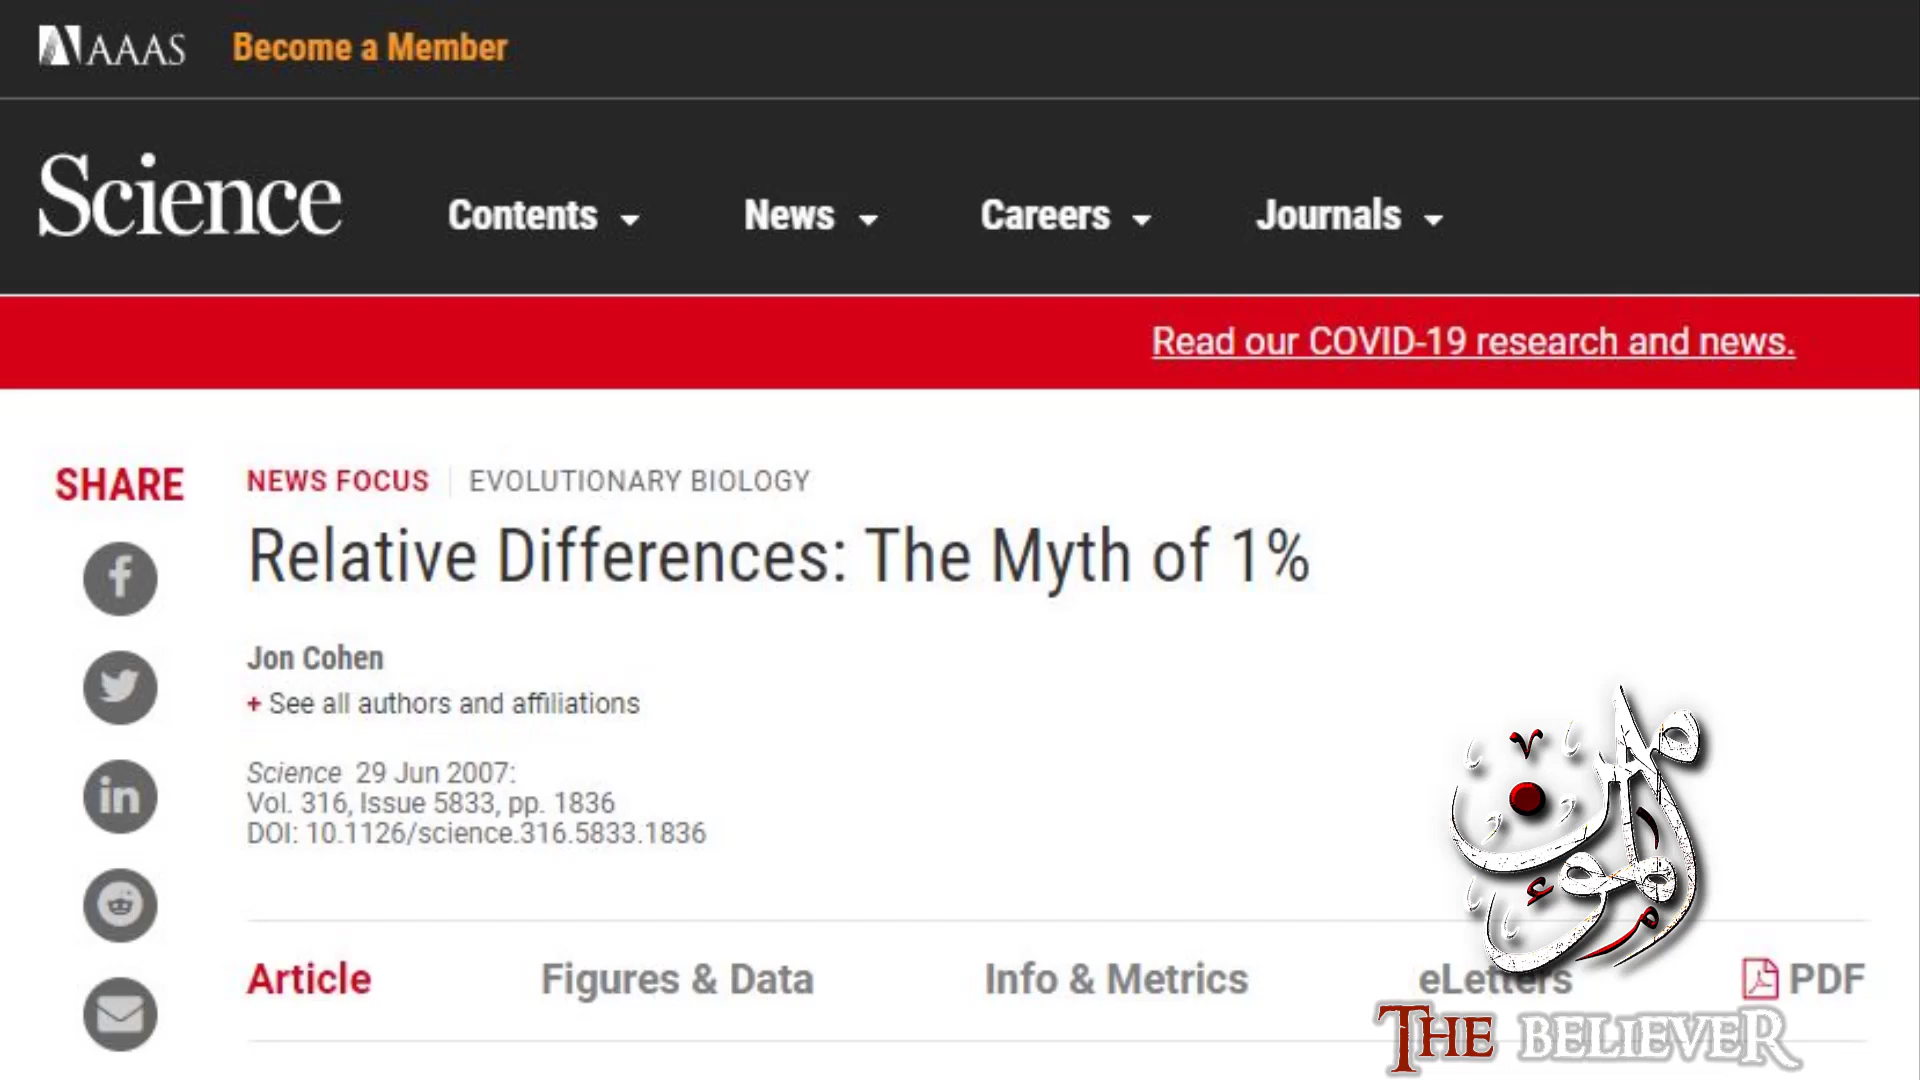 AAAS Become a Member
Science Contents News Careers Journals
Read our COVID-19 research and news.
SHARE
NEWS FOCUS EVOLUTIONARY BIOLOGY
Relative Differences: The Myth of 1%
Jon Cohen
+ See all authors and affiliations
Science 29 Jun 2007:
Vol. 316, Issue 5833, pp. 1836
DOI: 10.1126/science.316.5833.1836
Article Figures & Data Info & Metrics eLetters PDF
المؤمن
THE BELIEVER